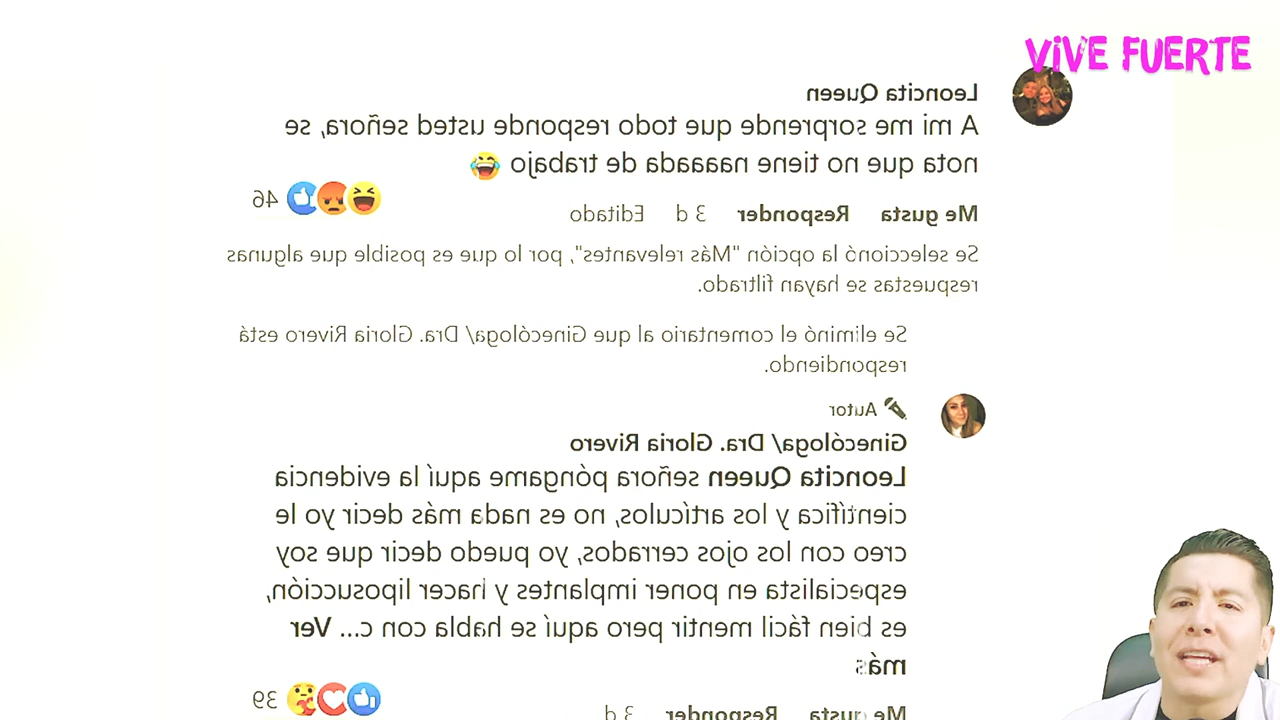 VIVE FUERTE
Leoncita Queen
A mi me sorprende que todo responde usted señora, se
nota que no tiene naaaada de trabajo 😂
46
Me gusta Responder 3 d Editado
Se seleccionó la opción "Más relevantes", por lo que es posible que algunas
respuestas se hayan filtrado.
Se eliminó el comentario al que Ginecóloga/ Dra. Gloria Rivero está
respondiendo.
Autor
Ginecóloga/ Dra. Gloria Rivero
Leoncita Queen señora póngame aquí la evidencia
científica y los artículos, no es nada más decir yo le
creo con los ojos cerrados, yo puedo decir que soy
especialista en poner implantes y hacer liposucción,
es bien fácil mentir pero aquí se habla con c... Ver
más
39
Me gusta Responder 3 d